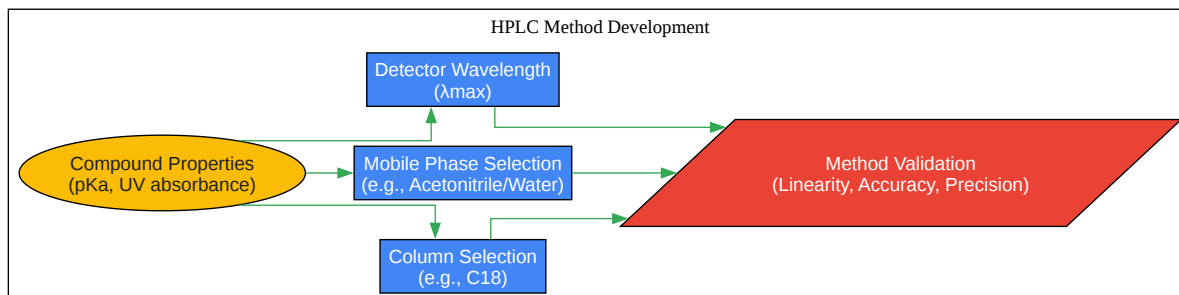 HPLC Method Development
Detector Wavelength
(λmax)
Compound Properties
(pKa, UV absorbance)
Mobile Phase Selection
(e.g., Acetonitrile/Water)
Method Validation
(Linearity, Accuracy, Precision)
Column Selection
(e.g., C18)